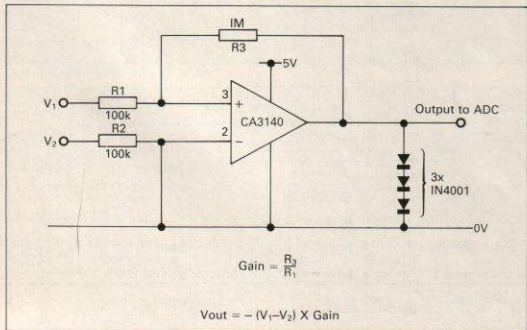 1M
R3
5V
R1
3
V1
100k
+
CA3140
Output to ADC
R2
2
V2
100k
−
3x
IN4001
0V
Gain = R3/R1
Vout = − (V1–V2) X Gain